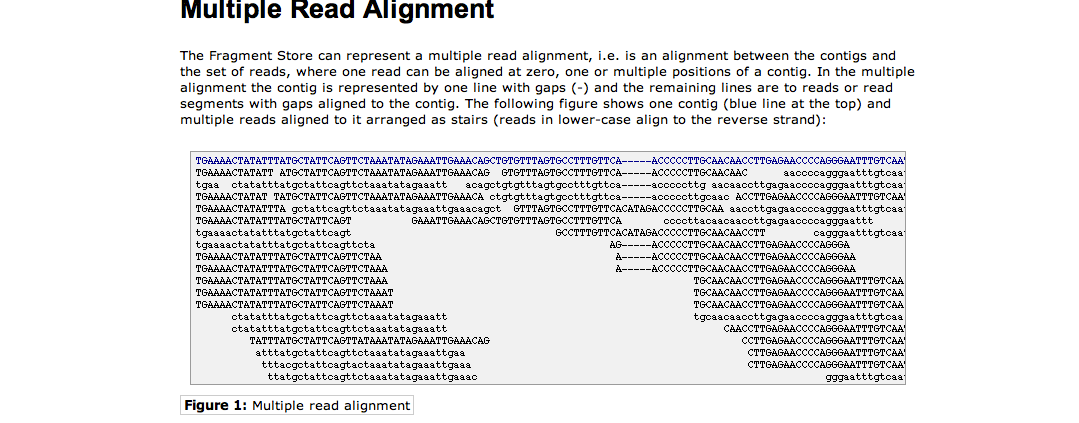 Multiple Read Alignment
The Fragment Store can represent a multiple read alignment, i.e. is an alignment between the contigs and
the set of reads, where one read can be aligned at zero, one or multiple positions of a contig. In the multiple
alignment the contig is represented by one line with gaps (-) and the remaining lines are to reads or read
segments with gaps aligned to the contig. The following figure shows one contig (blue line at the top) and
multiple reads aligned to it arranged as stairs (reads in lower-case align to the reverse strand):
TGAAAACTATATTTATGCTATTCAGTTCTAAATATAGAAATTGAAACAGCTGTGTTTAGTGCCTTTGTTCA-----ACCCCCTTGCAACAACCTTGAGAACCCCAGGGAATTTGTCAAT
TGAAAACTATATT ATGCTATTCAGTTCTAAATATAGAAATTGAAACAG GTGTTTAGTGCCTTTGTTCA-----ACCCCCTTGCAACAAC aaccccagggaatttgtcaa
tgaa ctatatttatgctattcagttctaaatatagaaatt acagctgtgtttagtgcctttgttca-----acccccttg aacaaccttgagaaccccagggaatttgtcaa
TGAAAACTATAT TATGCTATTCAGTTCTAAATATAGAAATTGAAACA ctgtgtttagtgcctttgttca-----acccccttgcaac ACCTTGAGAACCCCAGGGAATTTGTCAAT
TGAAAACTATATTTA gctattcagttctaaatatagaaattgaaacagct GTTTAGTGCCTTTGTTCACATAGACCCCCTTGCAA aaccttgagaaccccagggaatttgtcaa
TGAAAACTATATTTATGCTATTCAGT GAAATTGAAACAGCTGTGTTTAGTGCCTTTGTTCA ccccttacaacaaccttgagaaccccagggaattt
tgaaaactatatttatgctattcagt GCCTTTGTTCACATAGACCCCCTTGCAACAACCTT cagggaatttgtcaa
tgaaaactatatttatgctattcagttcta AG-----ACCCCCTTGCAACAACCTTGAGAACCCCAGGGA
TGAAAACTATATTTATGCTATTCAGTTCTAA A-----ACCCCCTTGCAACAACCTTGAGAACCCCAGGGAA
TGAAAACTATATTTATGCTATTCAGTTCTAAA A-----ACCCCCTTGCAACAACCTTGAGAACCCCAGGGAA
TGAAAACTATATTTATGCTATTCAGTTCTAAA TGCAACAACCTTGAGAACCCCAGGGAATTTGTCAA
TGAAAACTATATTTATGCTATTCAGTTCTAAAT TGCAACAACCTTGAGAACCCCAGGGAATTTGTCAA
TGAAAACTATATTTATGCTATTCAGTTCTAAAT TGCAACAACCTTGAGAACCCCAGGGAATTTGTCAA
ctatatttatgctattcagttctaaatatagaaatt tgcaacaaccttgagaaccccagggaatttgtcaa
ctatatttatgctattcagttctaaatatagaaatt CAACCTTGAGAACCCCAGGGAATTTGTCAAT
TATTTATGCTATTCAGTTATAAATATAGAAATTGAAACAG CCTTGAGAACCCCAGGGAATTTGTCAAT
atttatgctattcagttctaaatatagaaattgaa CTTGAGAACCCCAGGGAATTTGTCAAT
tttacgctattcagtactaaatatagaaattgaaa CTTGAGAACCCCAGGGAATTTGTCAAT
ttatgctattcagttctaaatatagaaattgaaac gggaatttgtcaa
Figure 1: Multiple read alignment